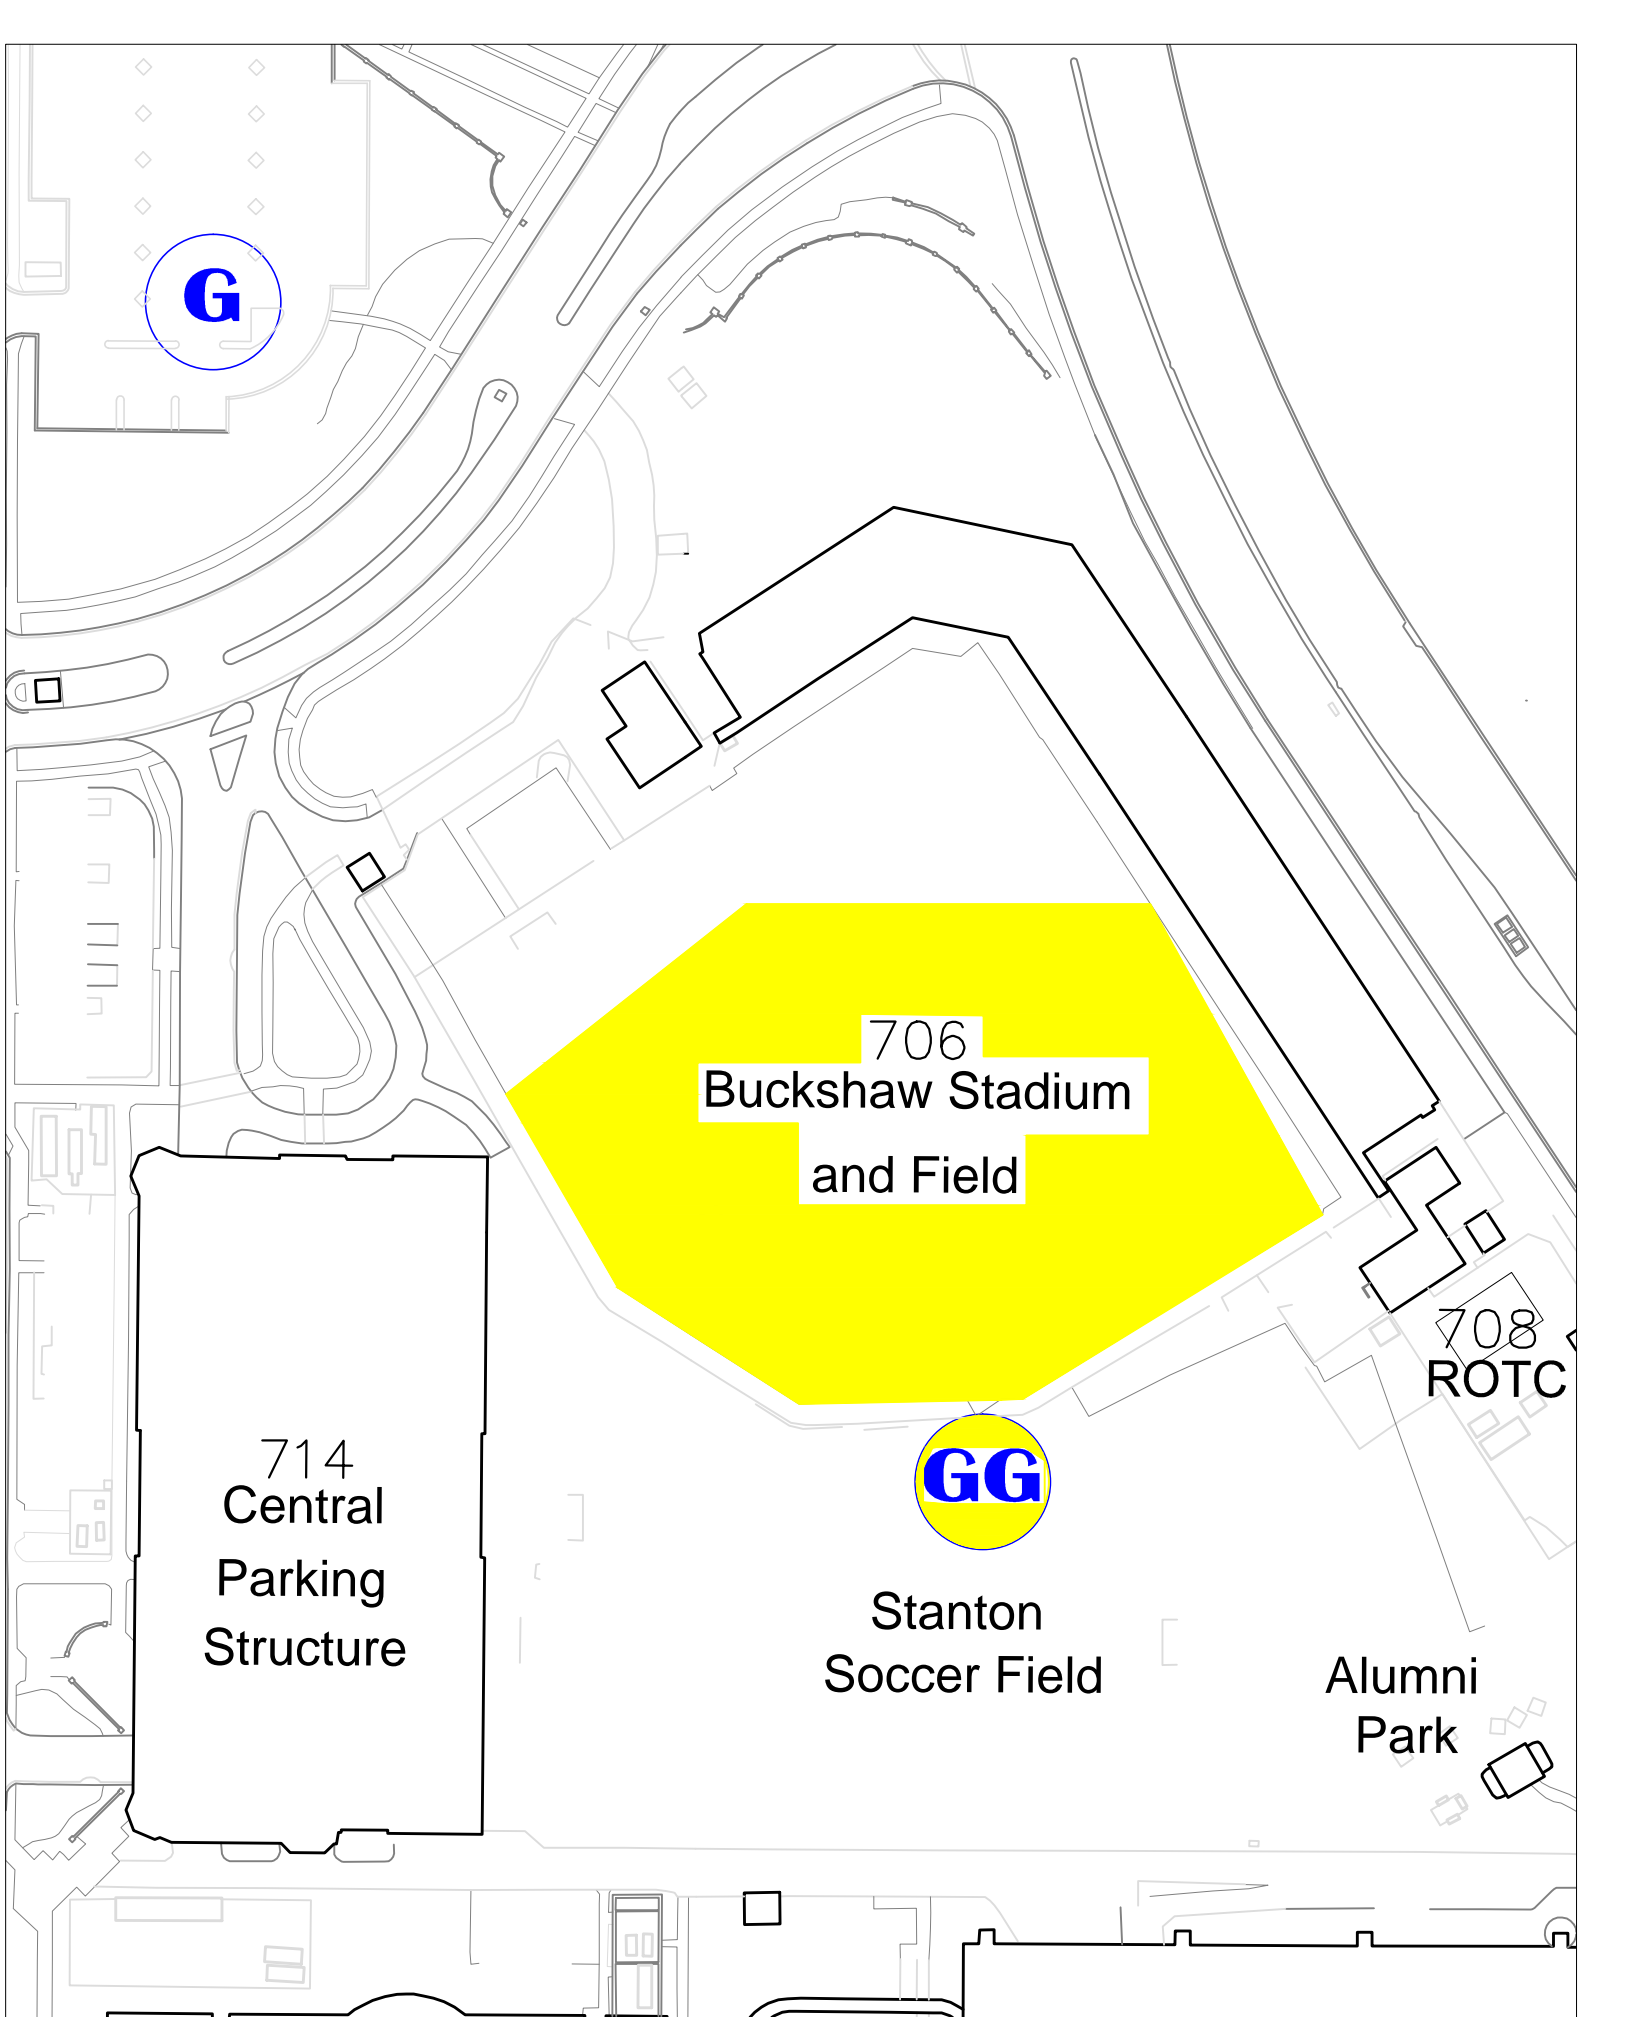 G
706
Buckshaw Stadium
and Field
708
ROTC
714
Central
Parking
Structure
GG
Stanton
Soccer Field
Alumni
Park